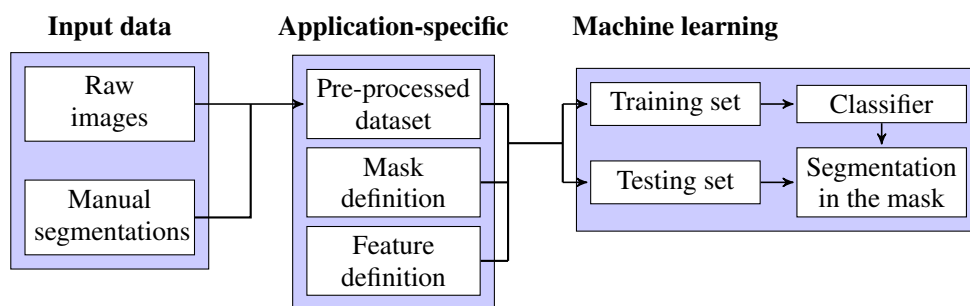 Input data
Raw
images
Manual
segmentations
Application-specific
Pre-processed
dataset
Mask
definition
Feature
definition
Machine learning
Training set
Classifier
Testing set
Segmentation
in the mask